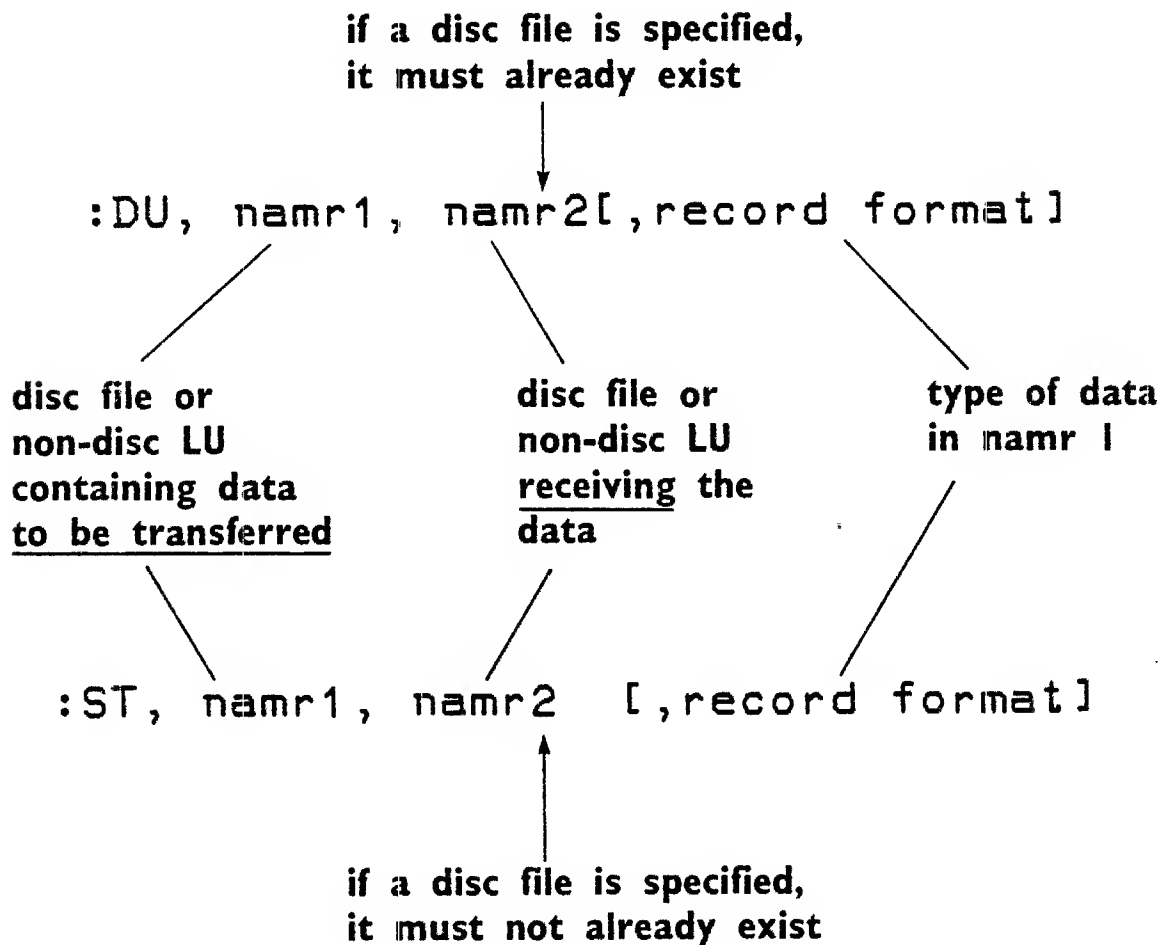 if a disc file is specified,
it must already exist
:DU, namr1, namr2[,record format]
disc file or
non-disc LU
containing data
to be transferred
disc file or
non-disc LU
receiving the
data
type of data
in namr 1
:ST, namr1, namr2 [,record format]
if a disc file is specified,
it must not already exist